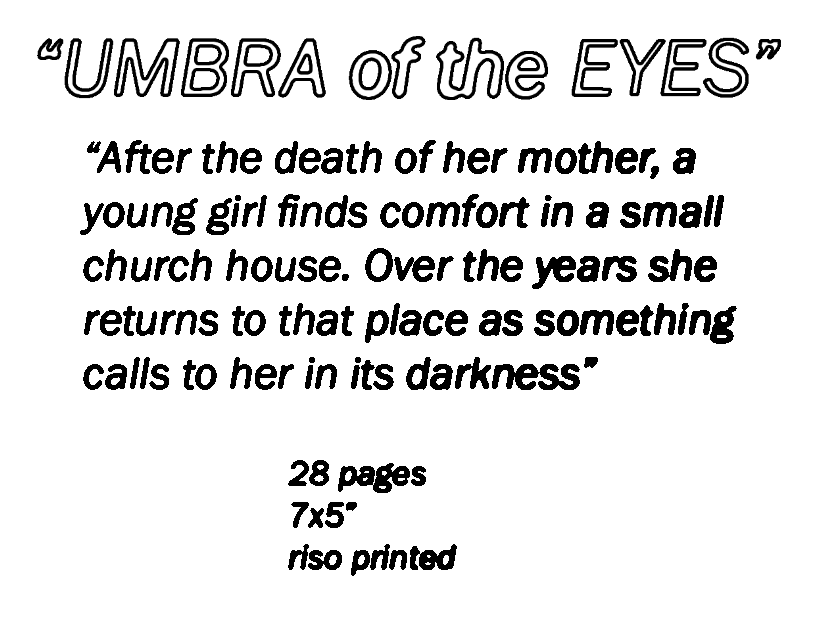 “UMBRA of the EYES”
“After the death of her mother, a
young girl finds comfort in a small
church house. Over the years she
returns to that place as something
calls to her in its darkness”
28 pages
7x5”
riso printed